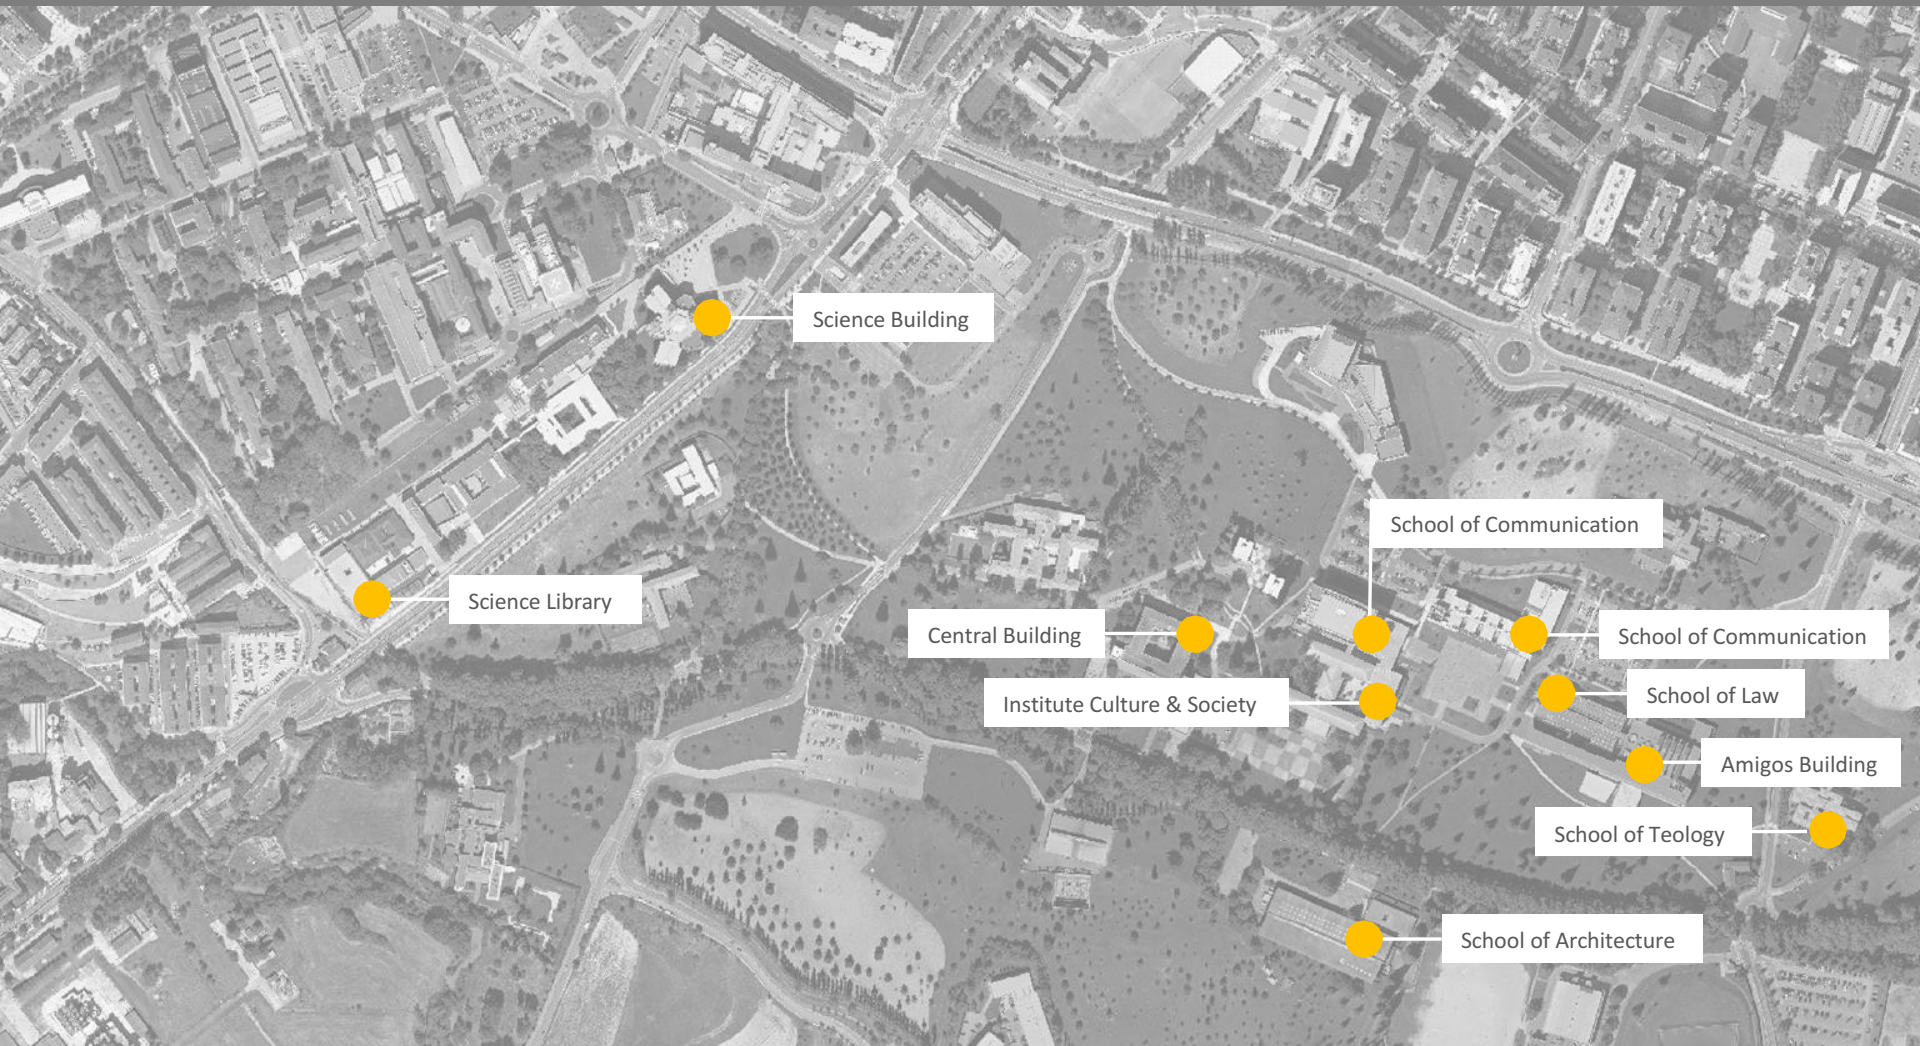 Science Building
School of Communication
Science Library
Central Building
School of Communication
Institute Culture & Society
School of Law
Amigos Building
School of Teology
School of Architecture